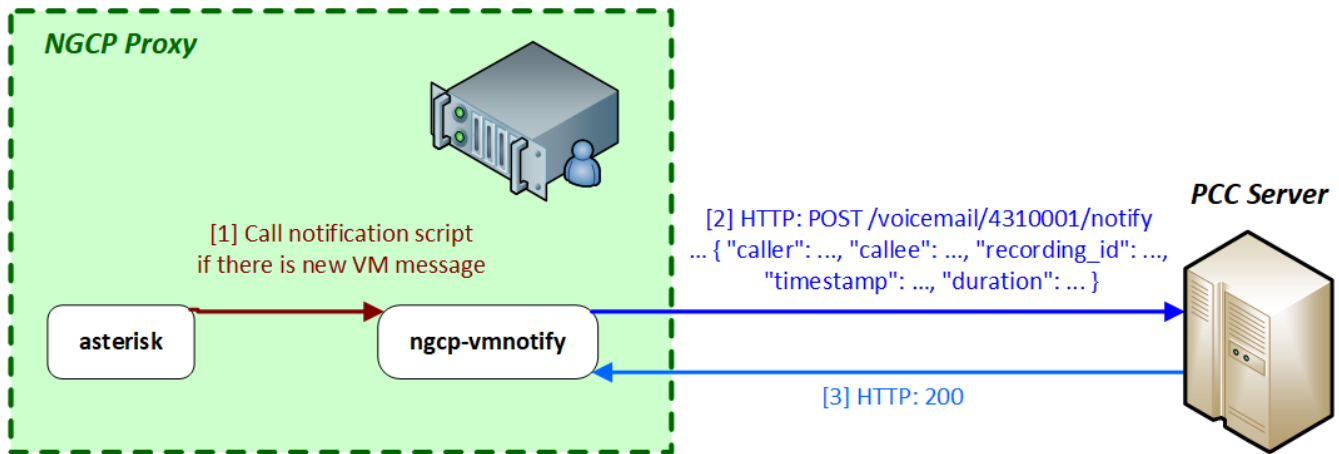 NGCP Proxy
PCC Server
[1] Call notification script
if there is new VM message
[2] HTTP: POST /voicemail/4310001/notify
... { "caller": ..., "callee": ..., "recording_id": ...,
"timestamp": ..., "duration": ... }
asterisk
ngcp-vmnotify
[3] HTTP: 200